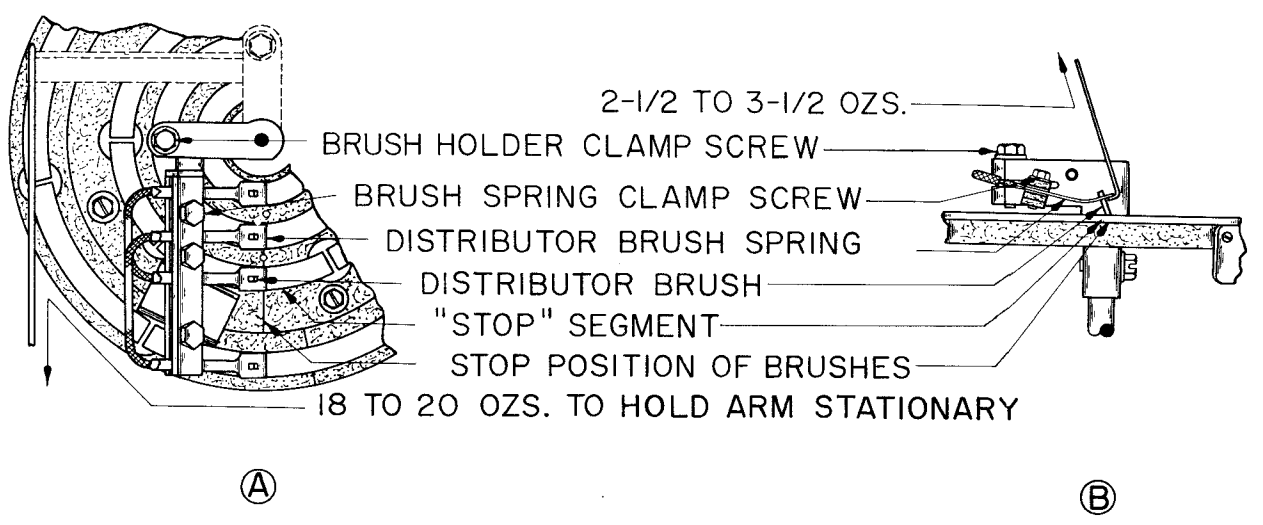 2-1/2 TO 3-1/2 OZS.
BRUSH HOLDER CLAMP SCREW
BRUSH SPRING CLAMP SCREW
DISTRIBUTOR BRUSH SPRING
DISTRIBUTOR BRUSH
"STOP" SEGMENT
STOP POSITION OF BRUSHES
18 TO 20 OZS. TO HOLD ARM STATIONARY
A
B